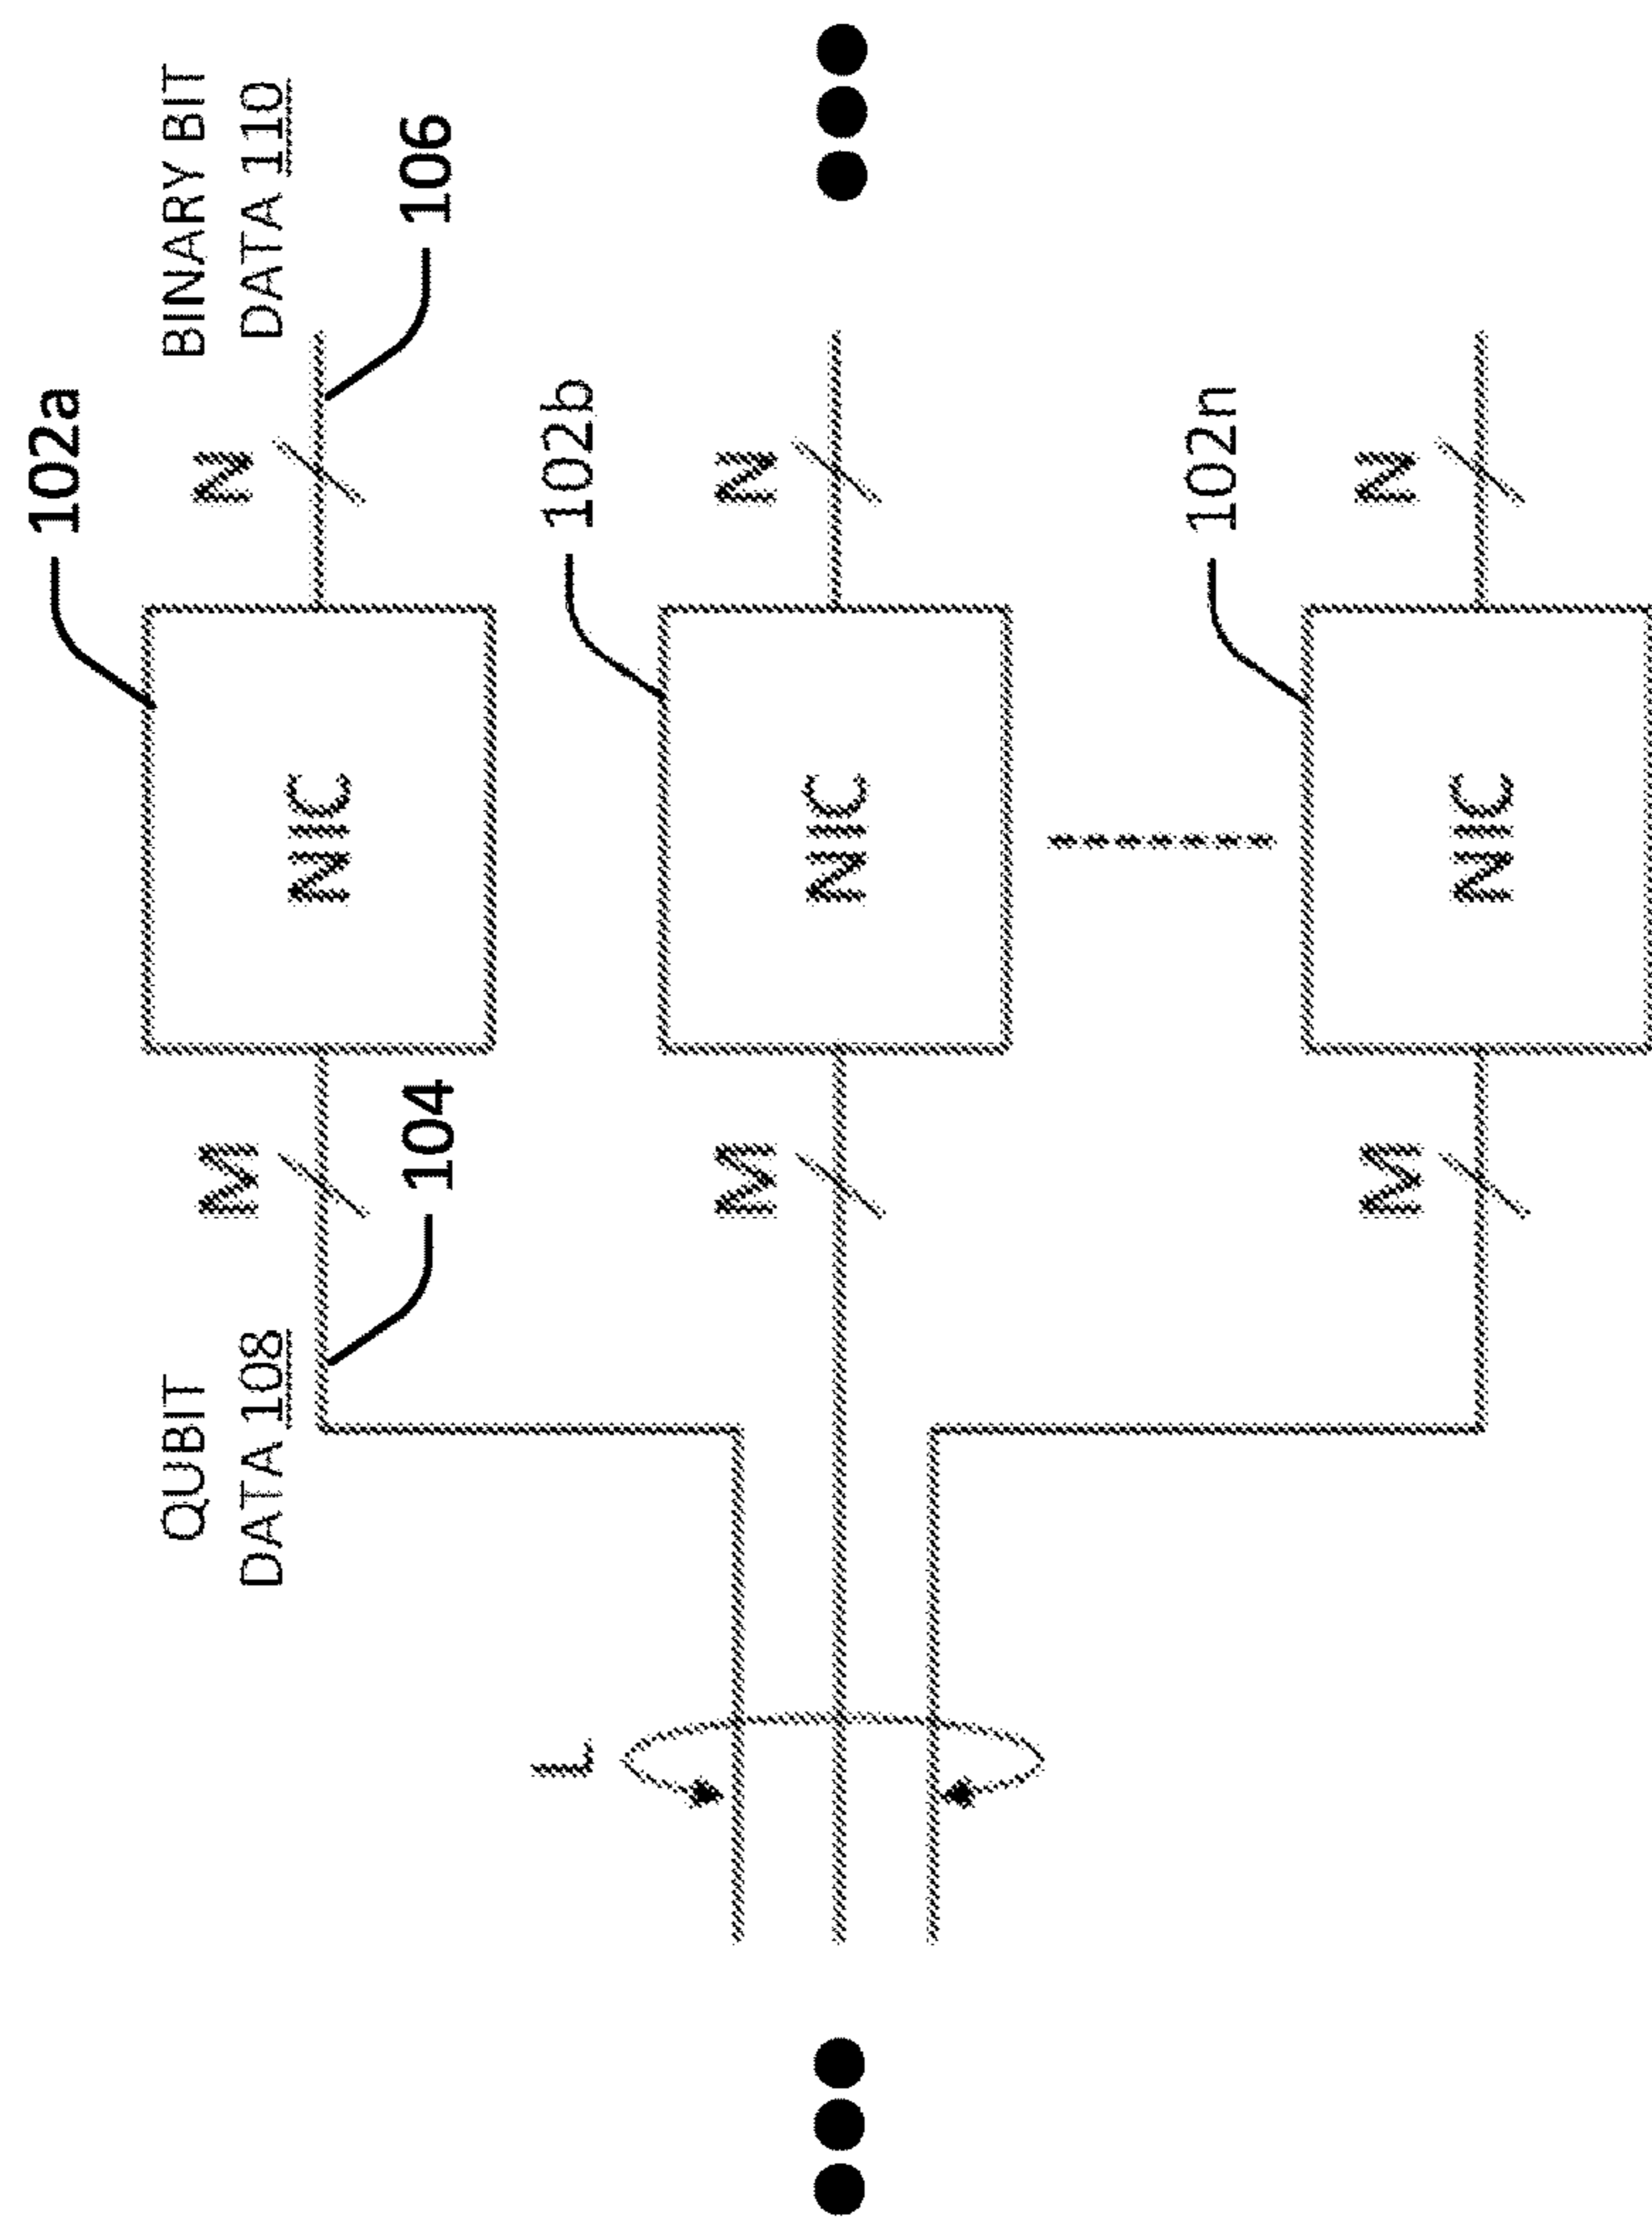 102a
QUBIT
DATA 108
M
N
BINARY BIT
DATA 110
NIC
104
106
L
102b
M
N
NIC
102n
M
N
NIC